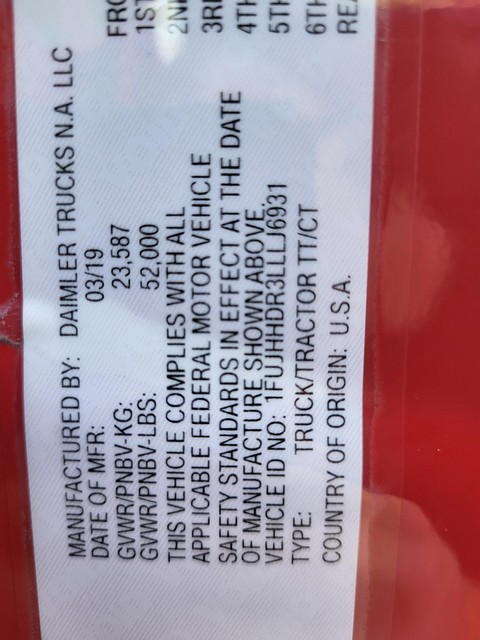 MANUFACTURED BY: DAIMLER TRUCKS N.A. LLC
DATE OF MFR: 03/19
GVWR/PNBV-KG: 23,587
GVWR/PNBV-LBS: 52,000
THIS VEHICLE COMPLIES WITH ALL
APPLICABLE FEDERAL MOTOR VEHICLE
SAFETY STANDARDS IN EFFECT AT THE DATE
OF MANUFACTURE SHOWN ABOVE.
VEHICLE ID NO: 1FUJHHDR3LLLJ6931
TYPE: TRUCK/TRACTOR TT/CT
COUNTRY OF ORIGIN: U.S.A.
FRO
1ST
2ND
3RD
4TH
5TH
6TH
REA